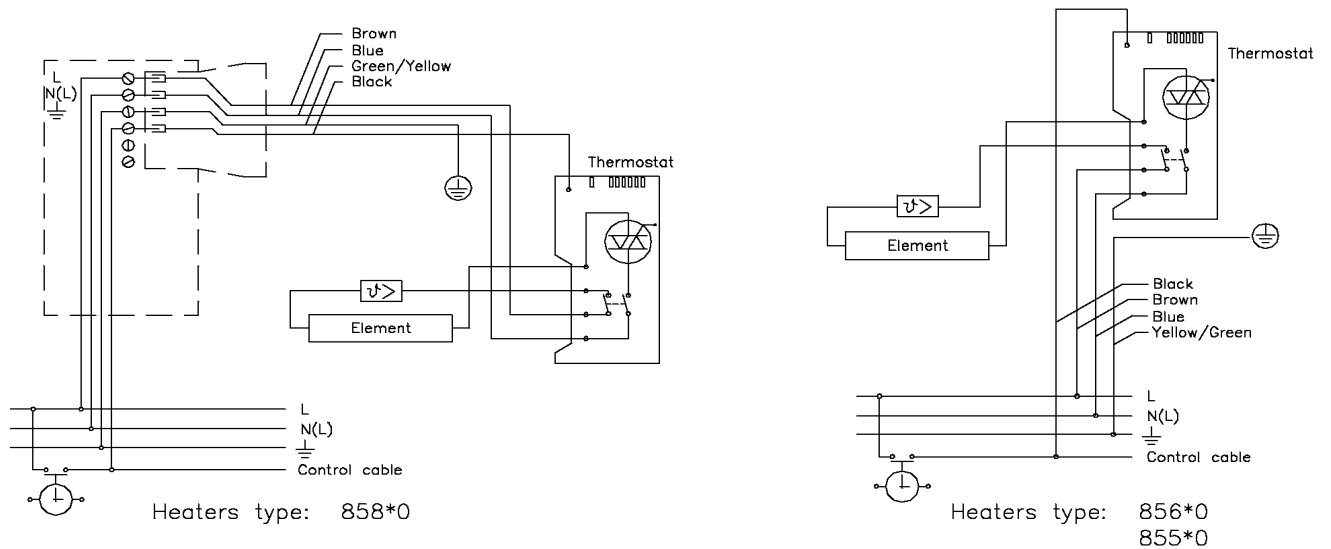 Brown
Blue
Green/Yellow
Black
L
N(L)
Thermostat
Element
L
N(L)
Control cable
Heaters type: 858*0
Thermostat
Element
Black
Brown
Blue
Yellow/Green
L
N(L)
Control cable
Heaters type: 856*0
855*0